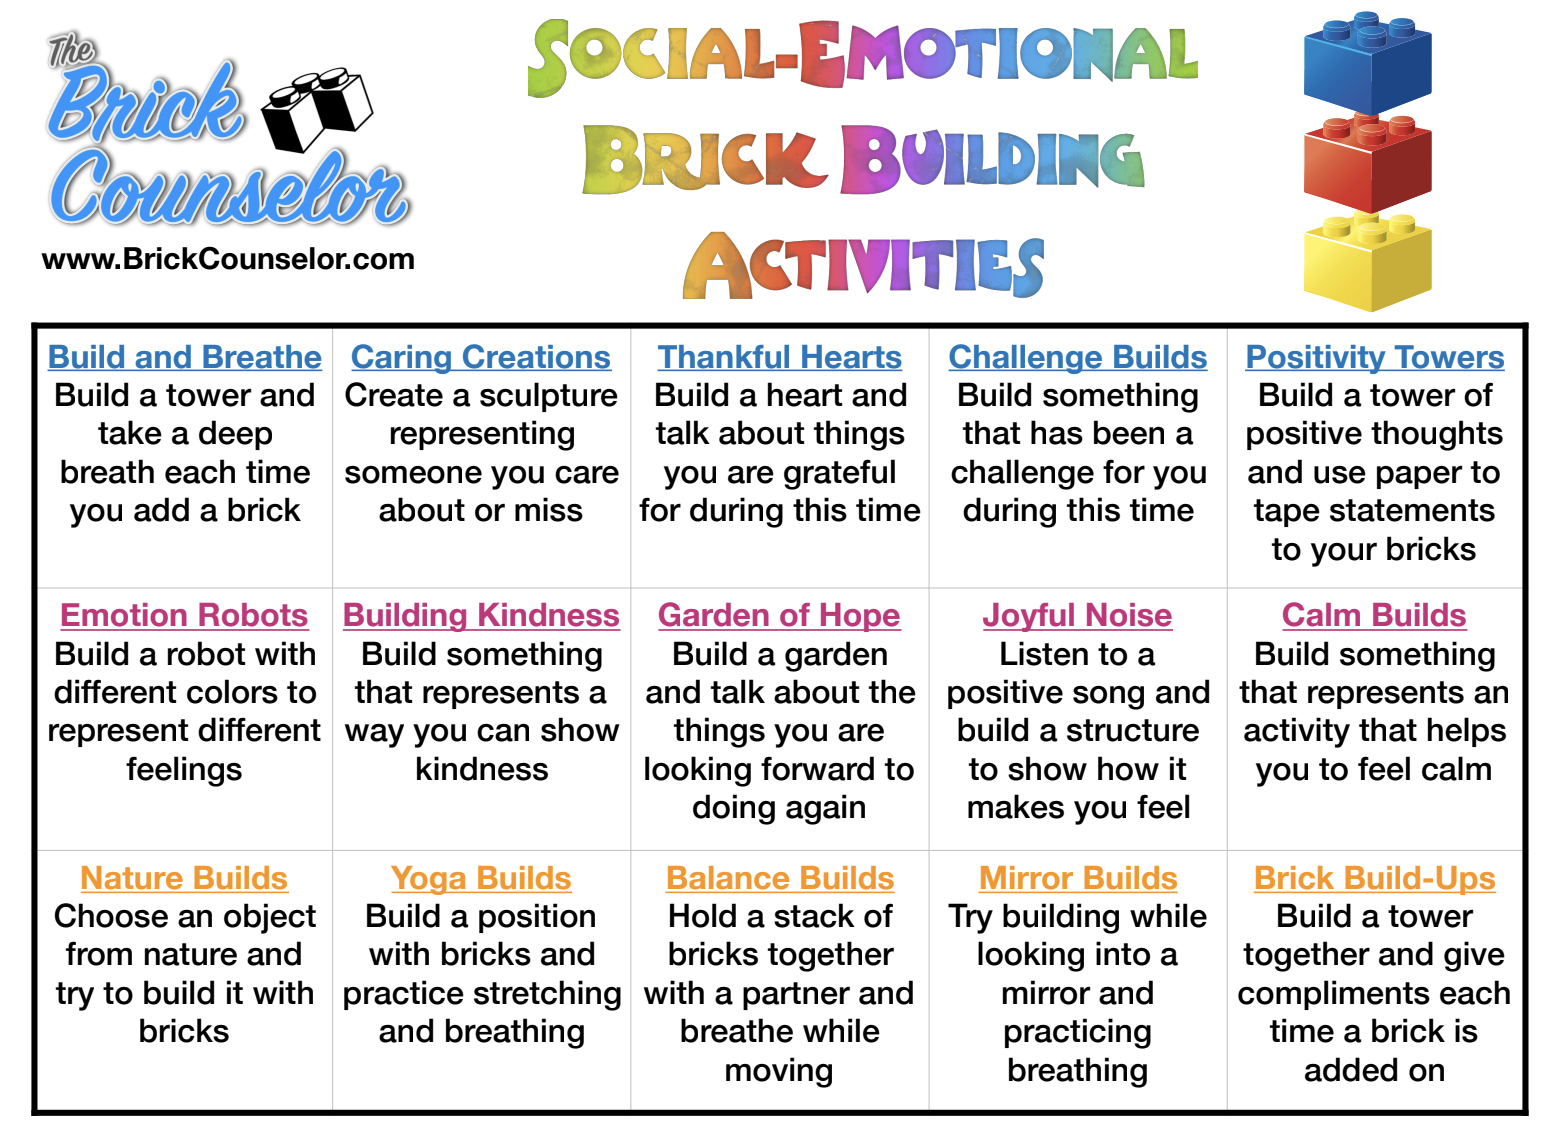 The
Brick
Counselor
www.BrickCounselor.com
Social-Emotional
Brick Building
Activities
Build and Breathe
Build a tower and
take a deep
breath each time
you add a brick
Caring Creations
Create a sculpture
representing
someone you care
about or miss
Thankful Hearts
Build a heart and
talk about things
you are grateful
for during this time
Challenge Builds
Build something
that has been a
challenge for you
during this time
Positivity Towers
Build a tower of
positive thoughts
and use paper to
tape statements
to your bricks
Emotion Robots
Build a robot with
different colors to
represent different
feelings
Building Kindness
Build something
that represents a
way you can show
kindness
Garden of Hope
Build a garden
and talk about the
things you are
looking forward to
doing again
Joyful Noise
Listen to a
positive song and
build a structure
to show how it
makes you feel
Calm Builds
Build something
that represents an
activity that helps
you to feel calm
Nature Builds
Choose an object
from nature and
try to build it with
bricks
Yoga Builds
Build a position
with bricks and
practice stretching
and breathing
Balance Builds
Hold a stack of
bricks together
with a partner and
breathe while
moving
Mirror Builds
Try building while
looking into a
mirror and
practicing
breathing
Brick Build-Ups
Build a tower
together and give
compliments each
time a brick is
added on